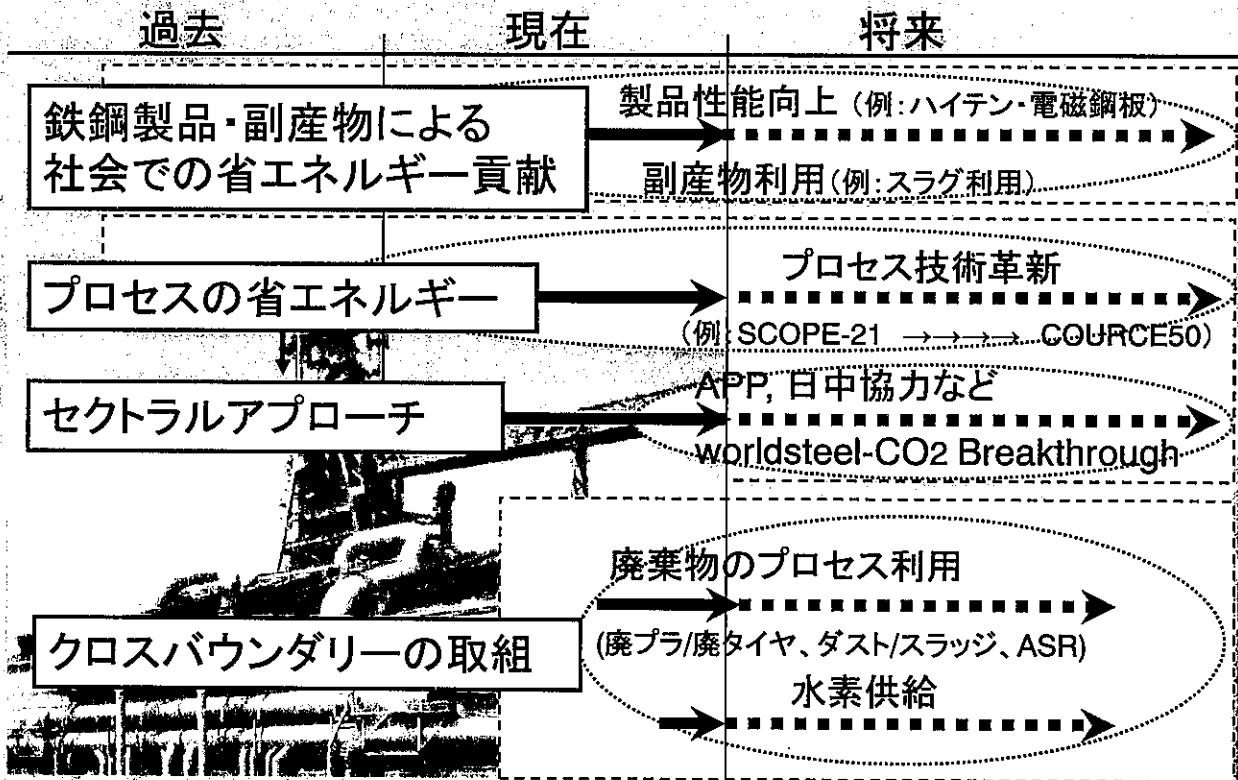 過去 現在 将来
鉄鋼製品・副産物による
社会での省エネルギー貢献
製品性能向上 (例:ハイテン・電磁鋼板)
副産物利用(例:スラグ利用)
プロセスの省エネルギー
プロセス技術革新
(例:SCOPE-21 →→→→ COURCE50)
セクトラルアプローチ
APP, 日中協力など
worldsteel-CO2 Breakthrough
クロスバウンダリーの取組
廃棄物のプロセス利用
(廃プラ/廃タイヤ、ダスト/スラッジ、ASR)
水素供給